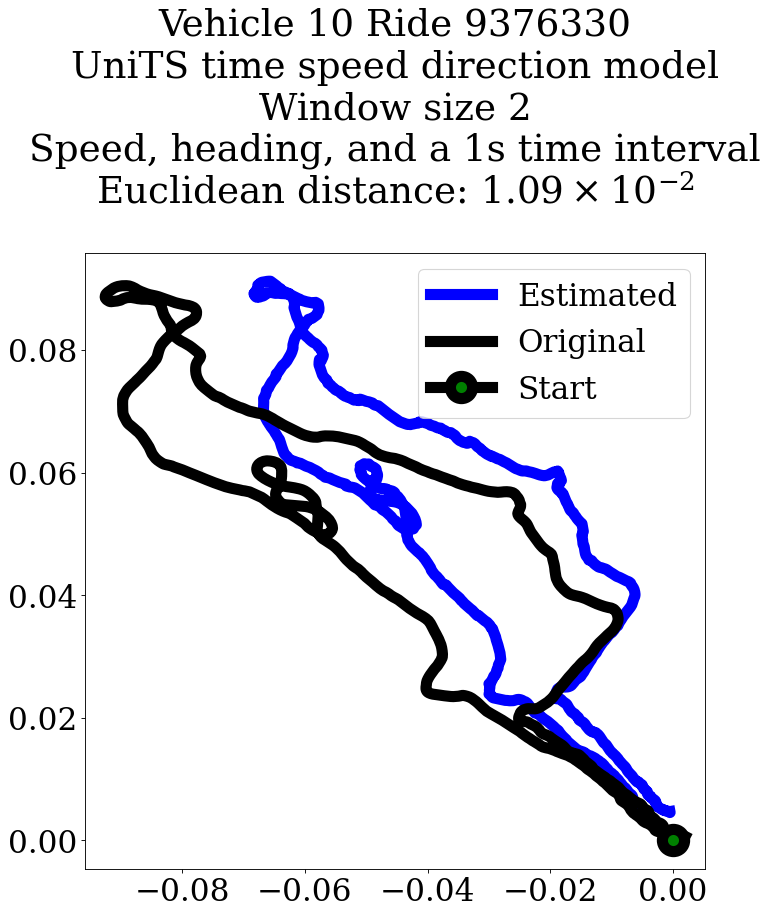 Vehicle 10 Ride 9376330
UniTS time speed direction model
Window size 2
Speed, heading, and a 1s time interval
Euclidean distance: 1.09 × 10⁻²
Estimated
Original
Start
0.08
0.06
0.04
0.02
0.00
−0.08 −0.06 −0.04 −0.02 0.00